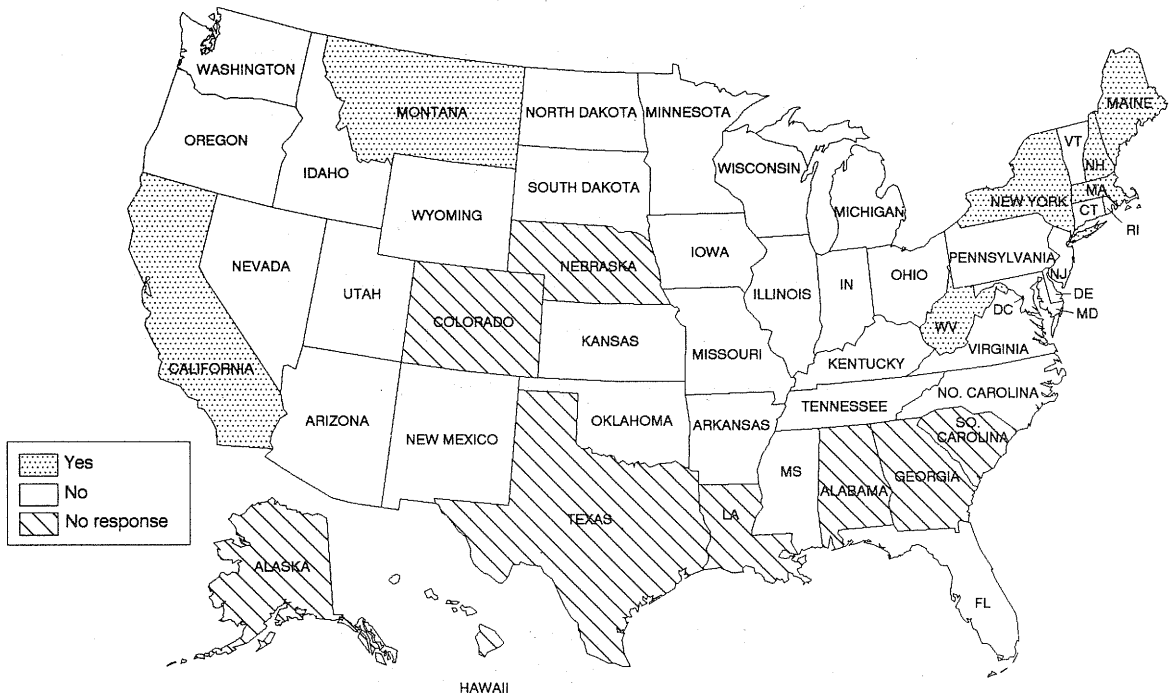 WASHINGTON
MONTANA
NORTH DAKOTA
MINNESOTA
MAINE
OREGON
IDAHO
WISCONSIN
VT
NH
SOUTH DAKOTA
WYOMING
MICHIGAN
NEW YORK
MA
CT
RI
NEVADA
UTAH
NEBRASKA
IOWA
PENNSYLVANIA
NJ
OHIO
IN
ILLINOIS
DE
MD
DC
COLORADO
KANSAS
MISSOURI
WV
VIRGINIA
KENTUCKY
CALIFORNIA
ARIZONA
NEW MEXICO
OKLAHOMA
ARKANSAS
TENNESSEE
NO. CAROLINA
SO.
CAROLINA
MS
ALABAMA
GEORGIA
Yes
No
No response
TEXAS
LA
ALASKA
FL
HAWAII